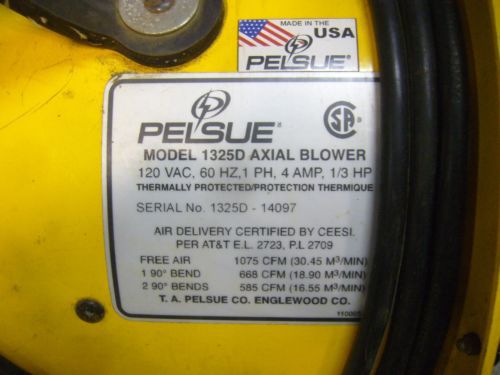 MADE IN THE
USA
PELSUE®
PELSUE®
SA
MODEL 1325D AXIAL BLOWER
120 VAC, 60 HZ,1 PH, 4 AMP, 1/3 HP
THERMALLY PROTECTED/PROTECTION THERMIQUE
SERIAL No. 1325D - 14097
AIR DELIVERY CERTIFIED BY CEESI.
PER AT&T E.L. 2723, P.L 2709
FREE AIR 1075 CFM (30.45 M³/MIN)
1 90° BEND 668 CFM (18.90 M³/MIN)
2 90° BENDS 585 CFM (16.55 M³/MIN)
T. A. PELSUE CO. ENGLEWOOD CO.